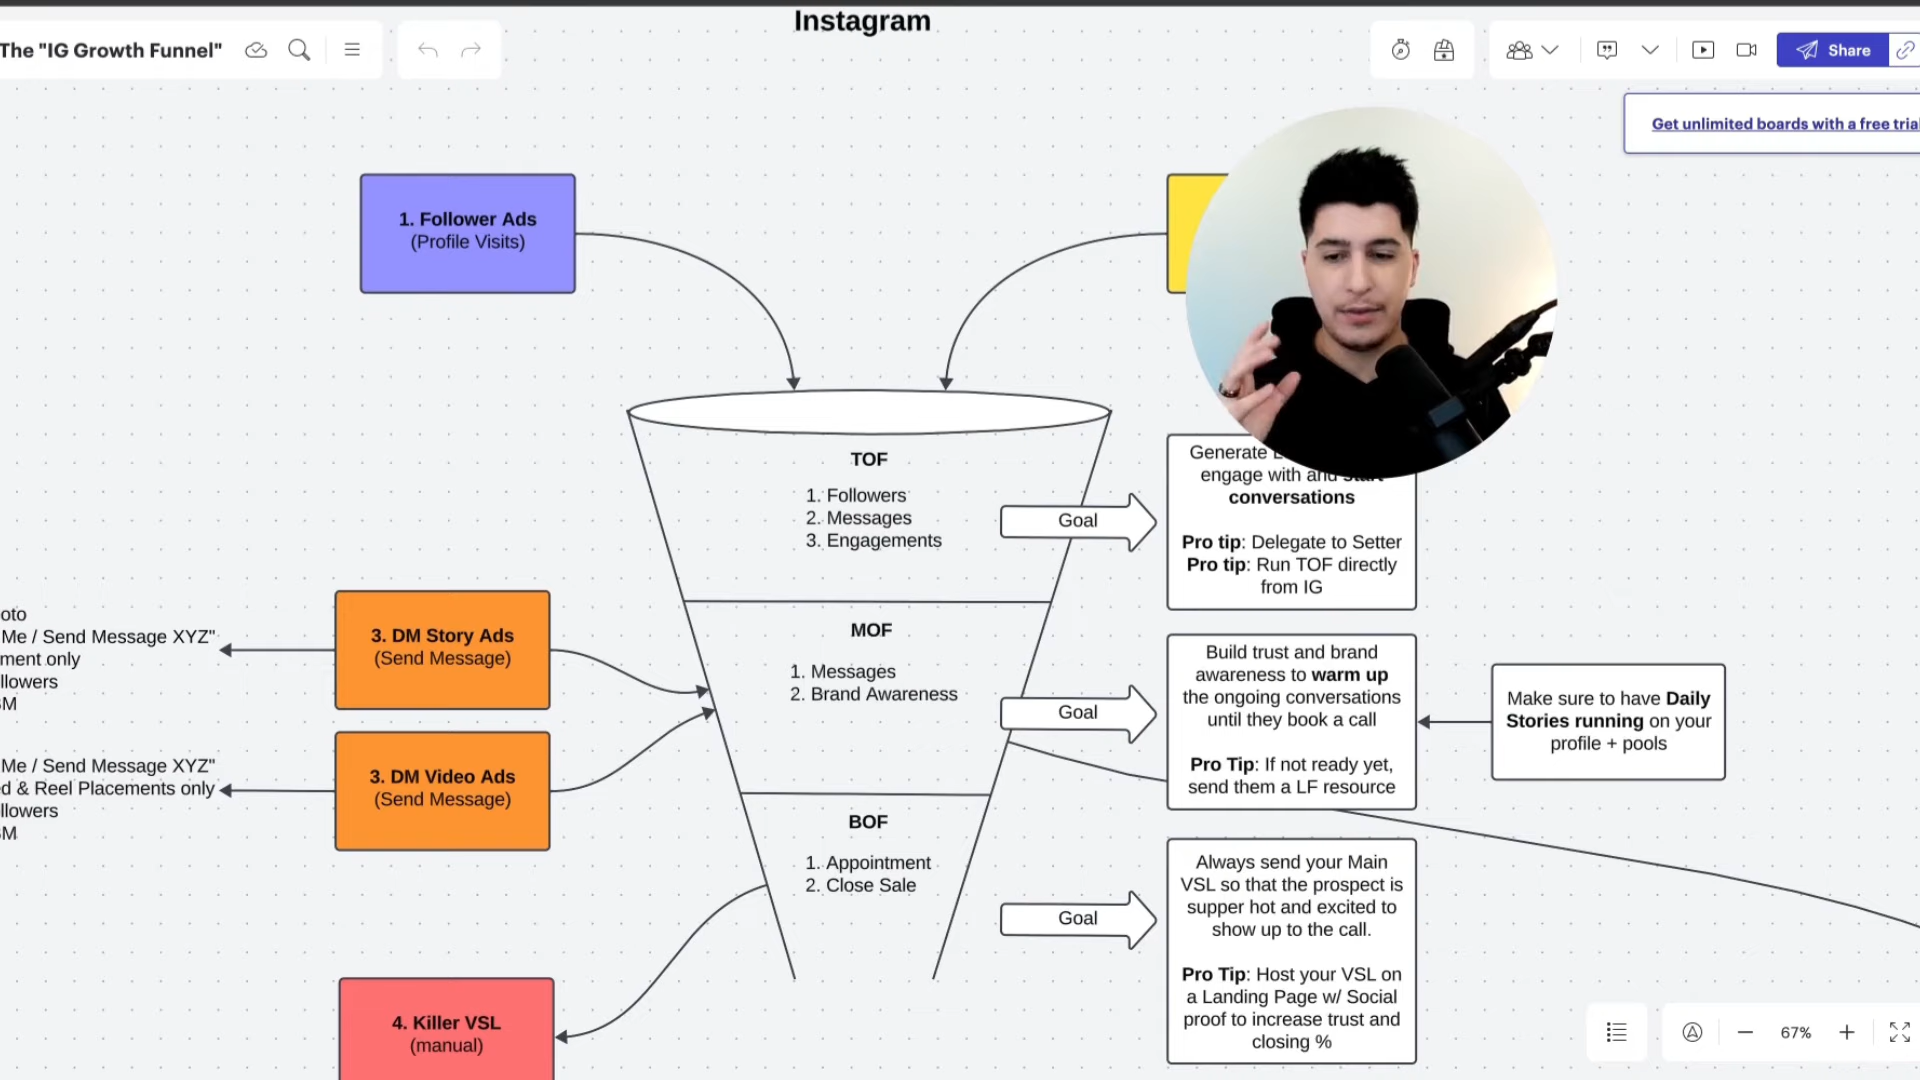 Instagram
The "IG Growth Funnel"
Share
Get unlimited boards with a free trial
1. Follower Ads
(Profile Visits)
TOF
1. Followers
2. Messages
3. Engagements
Goal
Generate
engage with and start
conversations
Pro tip: Delegate to Setter
Pro tip: Run TOF directly
from IG
oto
Me / Send Message XYZ"
ment only
llowers
3. DM Story Ads
(Send Message)
MOF
1. Messages
2. Brand Awareness
Goal
Build trust and brand
awareness to warm up
the ongoing conversations
until they book a call
Pro Tip: If not ready yet,
send them a LF resource
Make sure to have Daily
Stories running on your
profile + pools
Me / Send Message XYZ"
d & Reel Placements only
llowers
3. DM Video Ads
(Send Message)
BOF
1. Appointment
2. Close Sale
Goal
Always send your Main
VSL so that the prospect is
supper hot and excited to
show up to the call.
Pro Tip: Host your VSL on
a Landing Page w/ Social
proof to increase trust and
closing %
4. Killer VSL
(manual)
67%